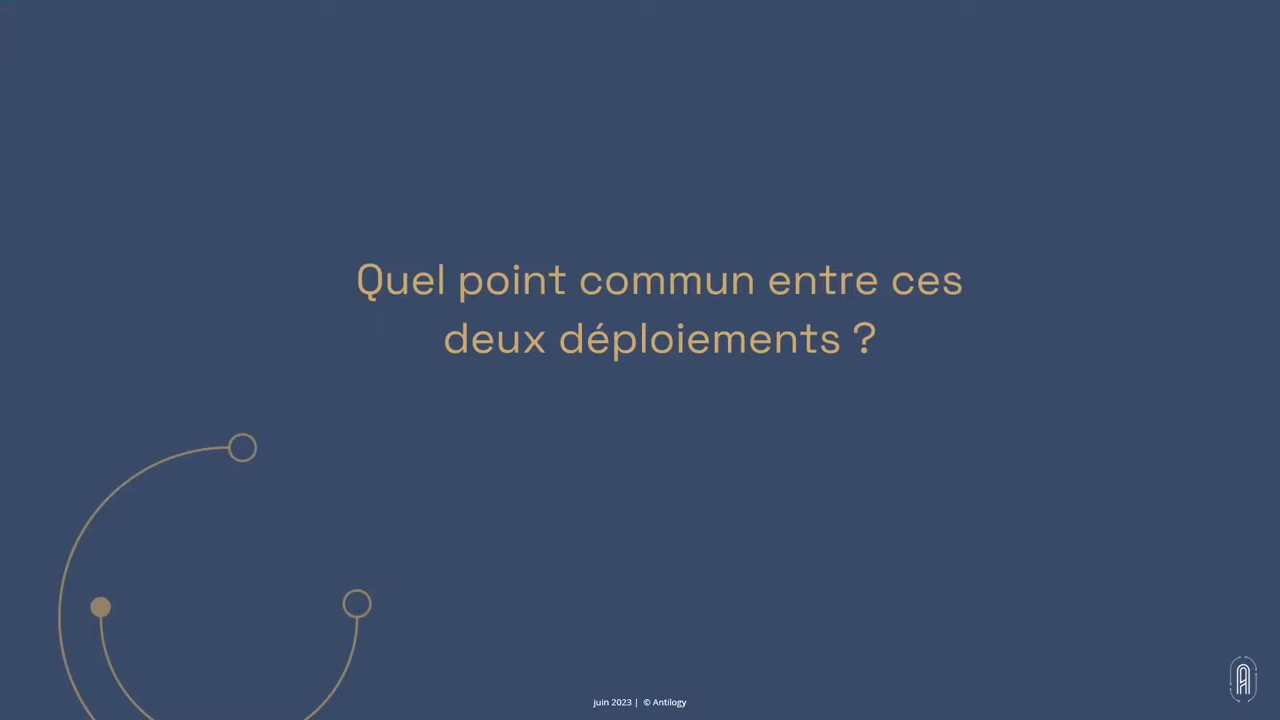 Quel point commun entre ces
deux déploiements ?
juin 2023 | © Antilogy